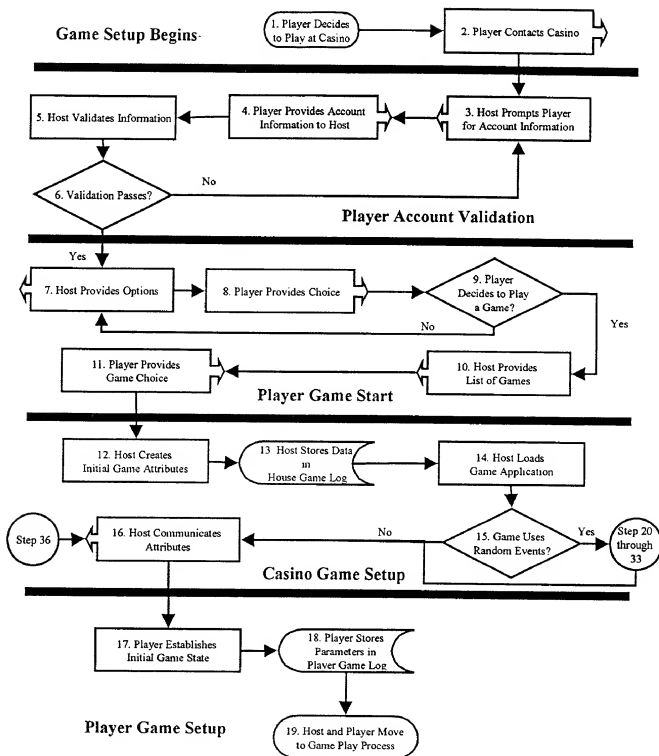 Game Setup Begins-
1. Player Decides
to Play at Casino
2. Player Contacts Casino
5. Host Validates Information
4. Player Provides Account
Information to Host
3. Host Prompts Player
for Account Information
6. Validation Passes?
No
Player Account Validation
Yes
7. Host Provides Options
8. Player Provides Choice
9. Player
Decides to Play
a Game?
No
Yes
11. Player Provides
Game Choice
10. Host Provides
List of Games
Player Game Start
12. Host Creates
Initial Game Attributes
13 Host Stores Data
in
House Game Log
14. Host Loads
Game Application
Step 36
16. Host Communicates
Attributes
No
15. Game Uses
Random Events?
Yes
Step 20
through
33
Casino Game Setup
17. Player Establishes
Initial Game State
18. Player Stores
Parameters in
Player Game Log
Player Game Setup
19. Host and Player Move
to Game Play Process